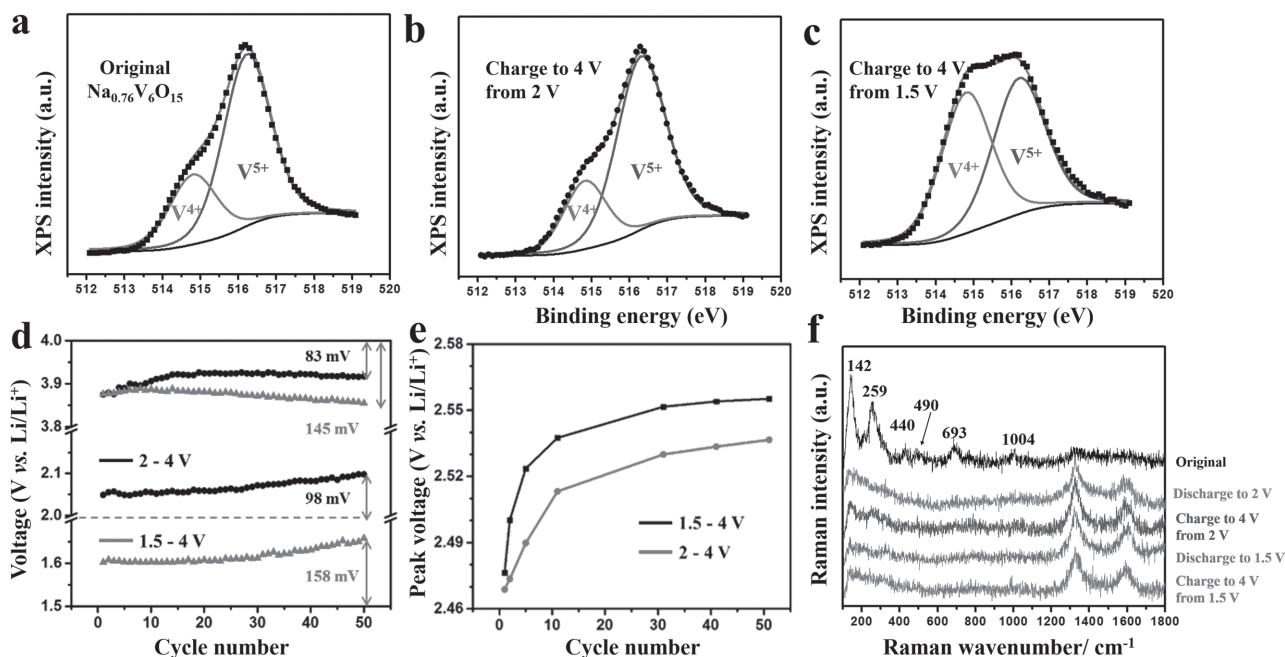 a
Original
Na₀.₇₆V₆O₁₅
V⁴⁺
V⁵⁺
XPS intensity (a.u.)
512 513 514 515 516 517 518 519 520
b
Charge to 4 V
from 2 V
V⁴⁺
V⁵⁺
XPS intensity (a.u.)
512 513 514 515 516 517 518 519 520
Binding energy (eV)
c
Charge to 4 V
from 1.5 V
V⁴⁺
V⁵⁺
XPS intensity (a.u.)
512 513 514 515 516 517 518 519 520
Binding energy (eV)
d
4.0
3.9
3.8
2.1
2.0
1.6
1.5
Voltage (V vs. Li/Li⁺)
83 mV
145 mV
2 – 4 V
98 mV
1.5 – 4 V
158 mV
0 10 20 30 40 50
Cycle number
e
2.58
2.55
2.52
2.49
2.46
Peak voltage (V vs. Li/Li⁺)
1.5 - 4 V
2 – 4 V
0 10 20 30 40 50
Cycle number
f
Raman intensity (a.u.)
142
259
440
490
693
1004
Original
Discharge to 2 V
Charge to 4 V
from 2 V
Discharge to 1.5 V
Charge to 4 V
from 1.5 V
200 400 600 800 1000 1200 1400 1600 1800
Raman wavenumber/ cm⁻¹